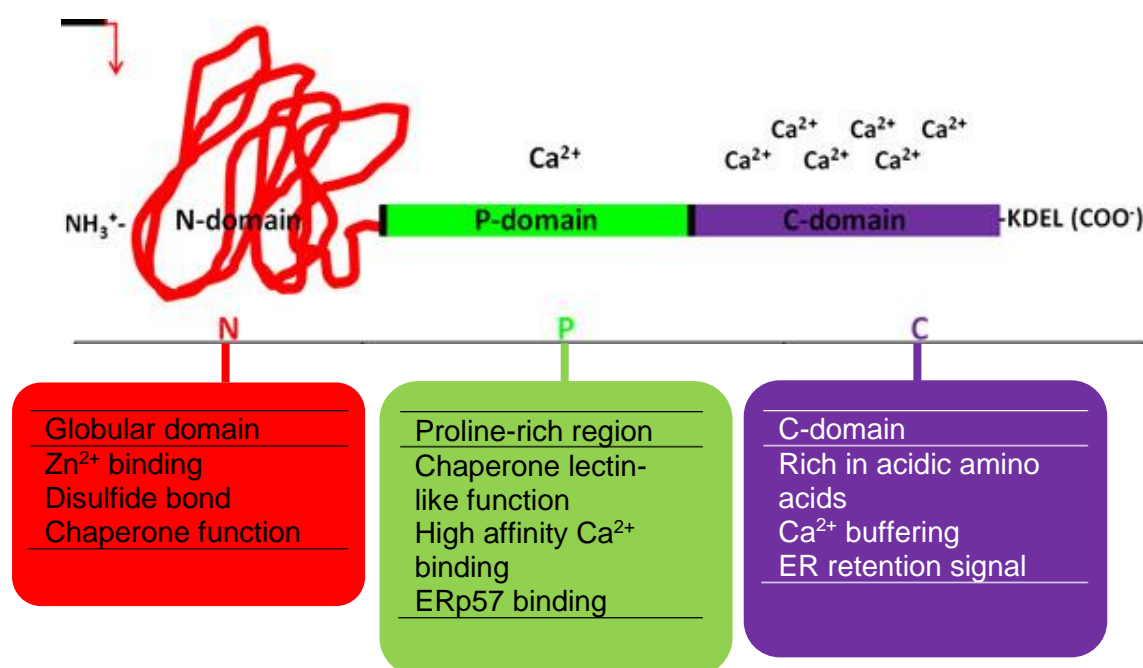 Ca²⁺ Ca²⁺ Ca²⁺
Ca²⁺ Ca²⁺ Ca²⁺ Ca²⁺
NH₃⁺- N-domain P-domain C-domain -KDEL (COO⁻)
N P C
Globular domain
Zn²⁺ binding
Disulfide bond
Chaperone function
Proline-rich region
Chaperone lectin-
like function
High affinity Ca²⁺
binding
ERp57 binding
C-domain
Rich in acidic amino
acids
Ca²⁺ buffering
ER retention signal